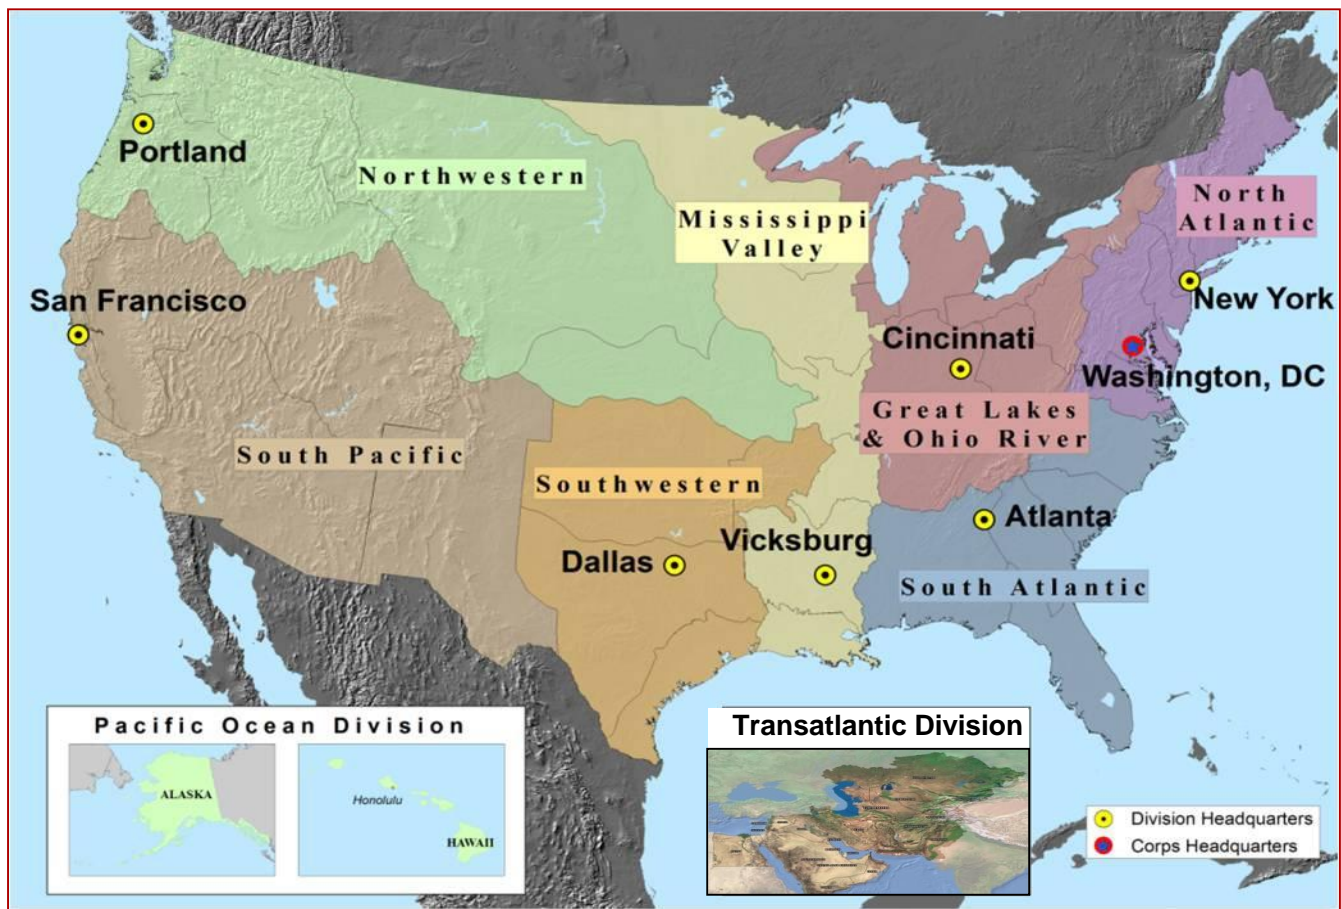 Portland
Northwestern
North
Atlantic
Mississippi
Valley
San Francisco
New York
Cincinnati
Washington, DC
Great Lakes
& Ohio River
South Pacific
Southwestern
Atlanta
Vicksburg
Dallas
South Atlantic
Pacific Ocean Division
ALASKA
Honolulu
HAWAII
Transatlantic Division
Division Headquarters
Corps Headquarters